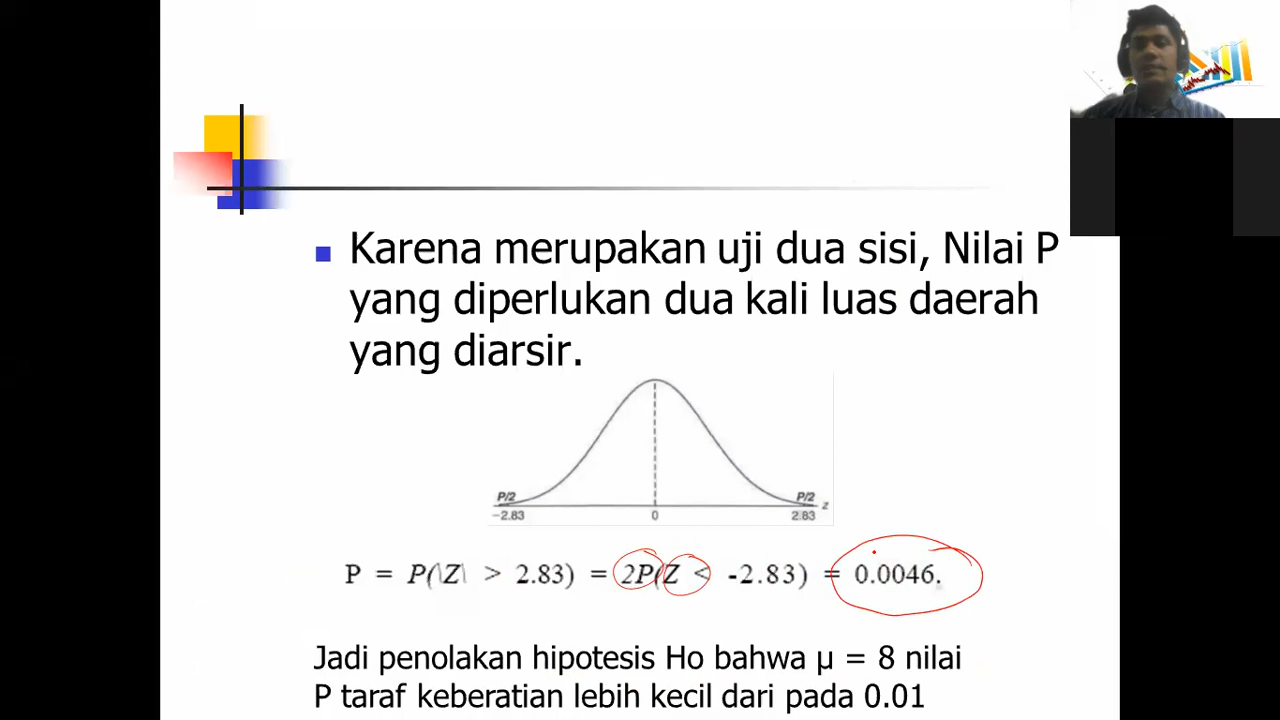 Karena merupakan uji dua sisi, Nilai P
yang diperlukan dua kali luas daerah
yang diarsir.
P/2 P/2
-2.83 0 2.83 z
P = P(\Z\ > 2.83) = 2P(Z < -2.83) = 0.0046.
Jadi penolakan hipotesis Ho bahwa µ = 8 nilai
P taraf keberatian lebih kecil dari pada 0.01